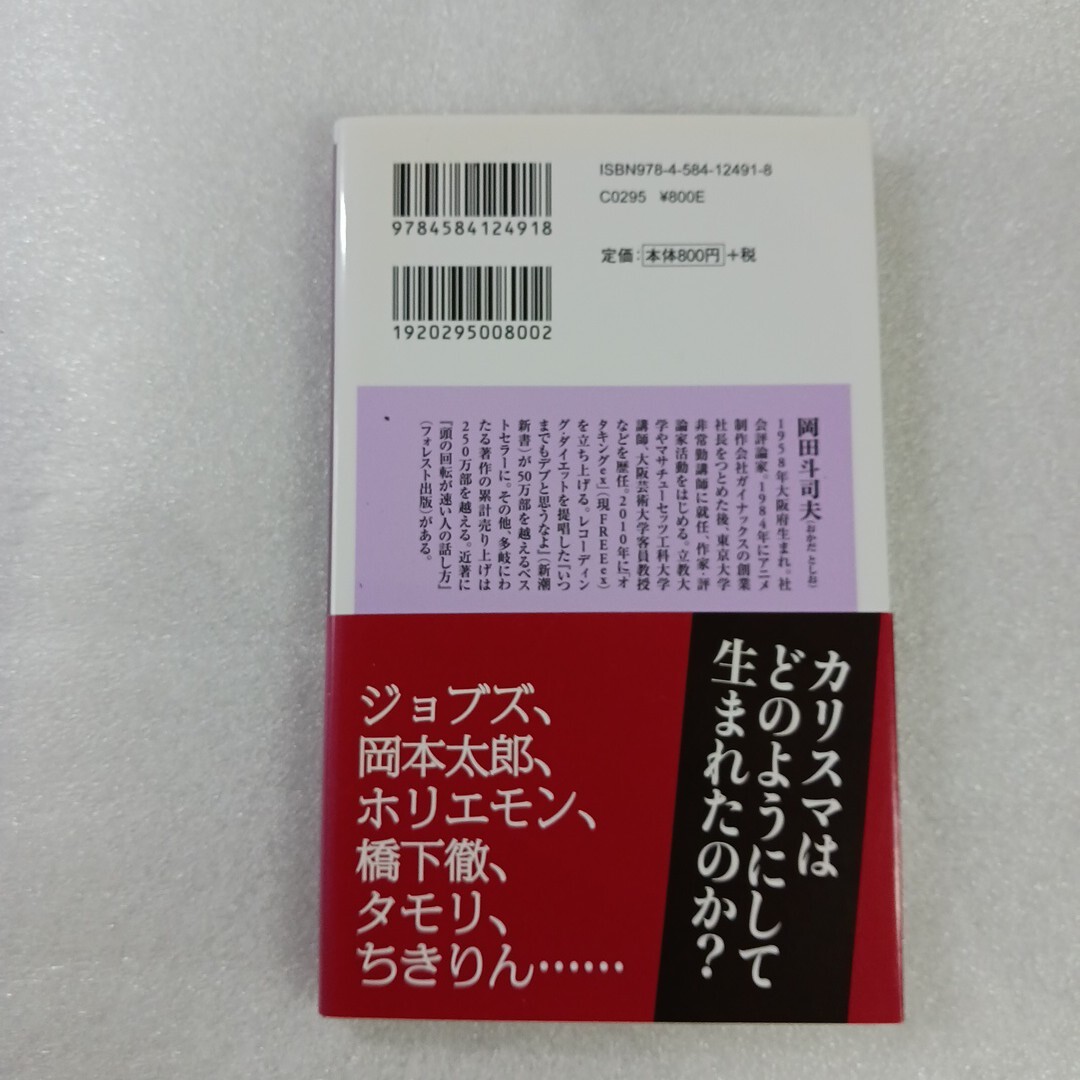 ISBN978-4-584-12491-8
C0295 ¥800E
9784584124918
定価：本体800円+税
1920295008002
岡田斗司夫（おかだ としお）
1958年大阪府生まれ。社
会評論家。1984年にアニメ
制作会社ガイナックスの創業
社長をつとめた後、東京大学
非常勤講師に就任、作家・評
論家活動をはじめる。立教大
学やマサチューセッツ工科大学
講師、大阪芸術大学客員教授
などを歴任。2010年に『オ
タキングex』（現FREEex）
を立ち上げる。レコーディン
グ・ダイエットを提唱した『いつ
までもデブと思うなよ』（新潮
新書）が50万部を越えるベス
トセラーに。その他、多岐にわ
たる著作の累計売り上げは
250万部を越える。近著に
『頭の回転が速い人の話し方』
（フォレスト出版）がある。
カリスマは
どのようにして
生まれたのか？
ジョブズ、
岡本太郎、
ホリエモン、
橋下徹、
タモリ、
ちきりん……